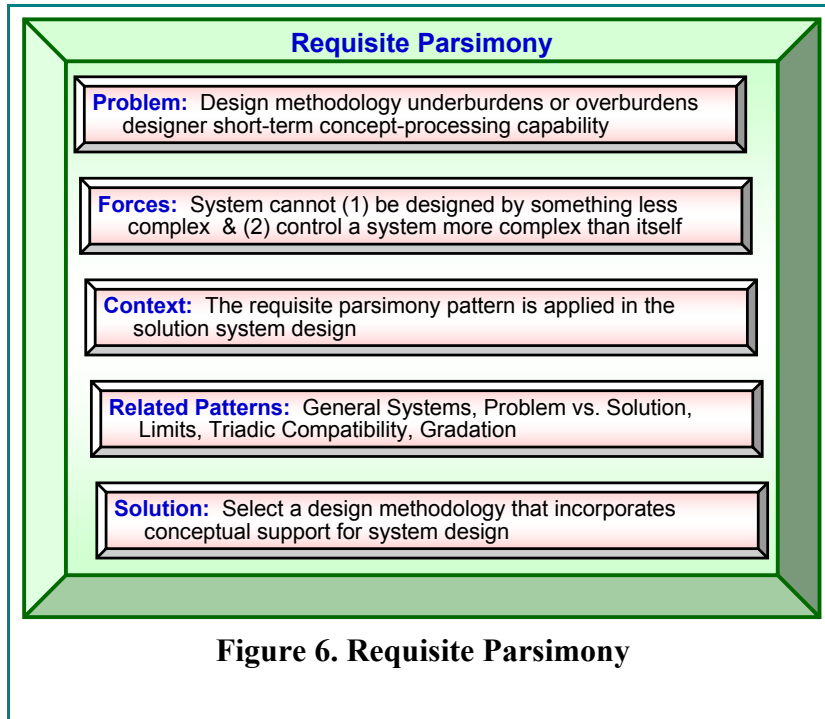 Requisite Parsimony
Problem: Design methodology underburdens or overburdens
designer short-term concept-processing capability
Forces: System cannot (1) be designed by something less
complex & (2) control a system more complex than itself
Context: The requisite parsimony pattern is applied in the
solution system design
Related Patterns: General Systems, Problem vs. Solution,
Limits, Triadic Compatibility, Gradation
Solution: Select a design methodology that incorporates
conceptual support for system design
Figure 6. Requisite Parsimony